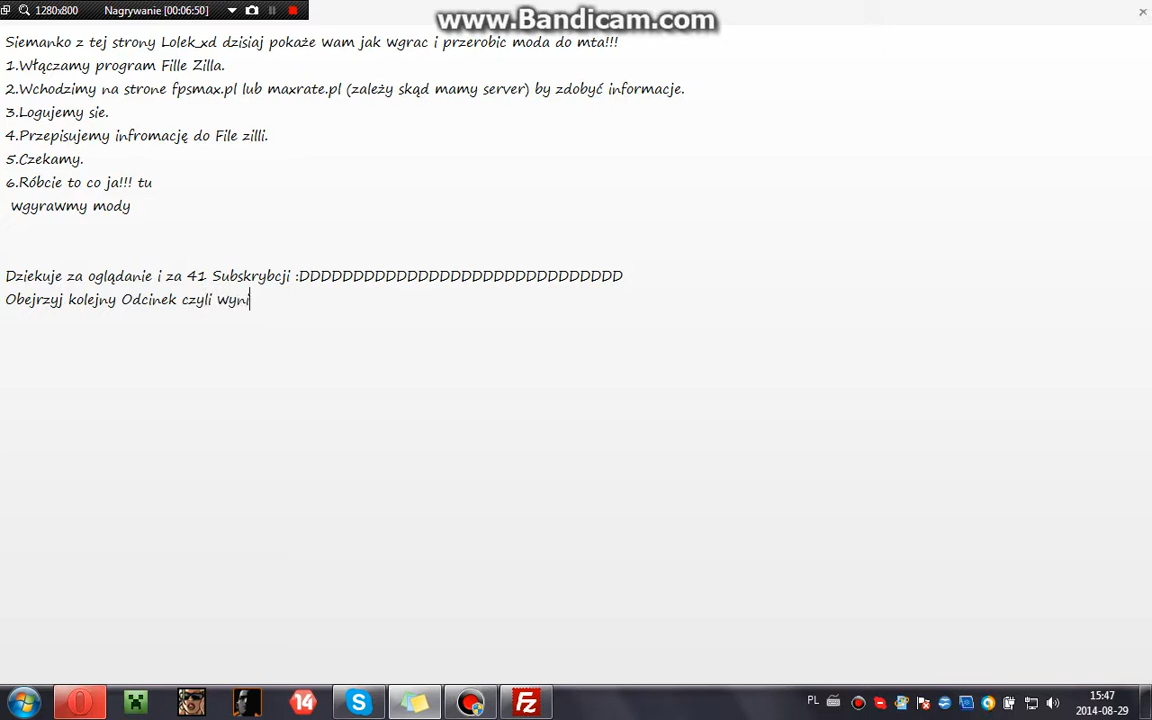 1280x800 Nagrywanie [00:06:50]
www.Bandicam.com
Siemanko z tej strony Lolek_xd dzisiaj pokaże wam jak wgrac i przerobic moda do mta!!!
1.Włączamy program Fille Zilla.
2.Wchodzimy na strone fpsmax.pl lub maxrate.pl (zależy skąd mamy server) by zdobyć informacje.
3.Logujemy sie.
4.Przepisujemy infromację do File zilli.
5.Czekamy.
6.Róbcie to co ja!!! tu
wgyrawmy mody
Dziekuje za oglądanie i za 41 Subskrybcji :DDDDDDDDDDDDDDDDDDDDDDDDDDDDDD
Obejrzyj kolejny Odcinek czyli Wyni
14
PL
15:47
2014-08-29